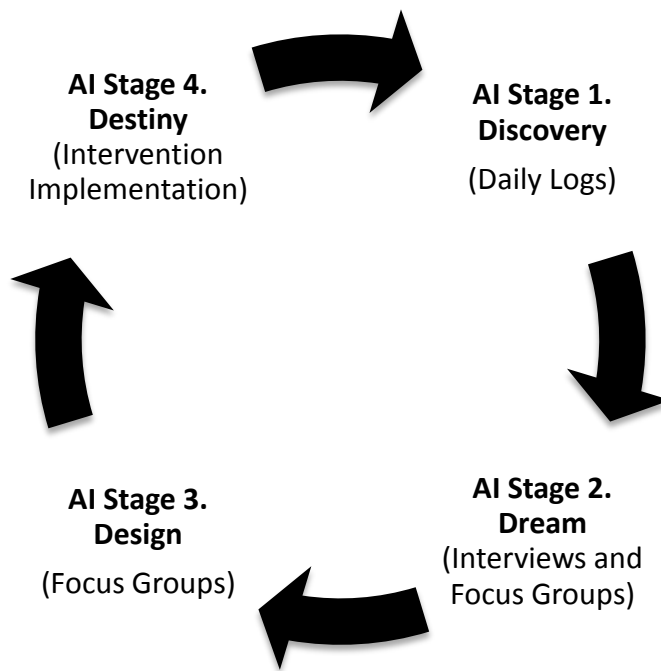 AI Stage 1.
Discovery
(Daily Logs)
AI Stage 2.
Dream
(Interviews and
Focus Groups)
AI Stage 3.
Design
(Focus Groups)
AI Stage 4.
Destiny
(Intervention
Implementation)